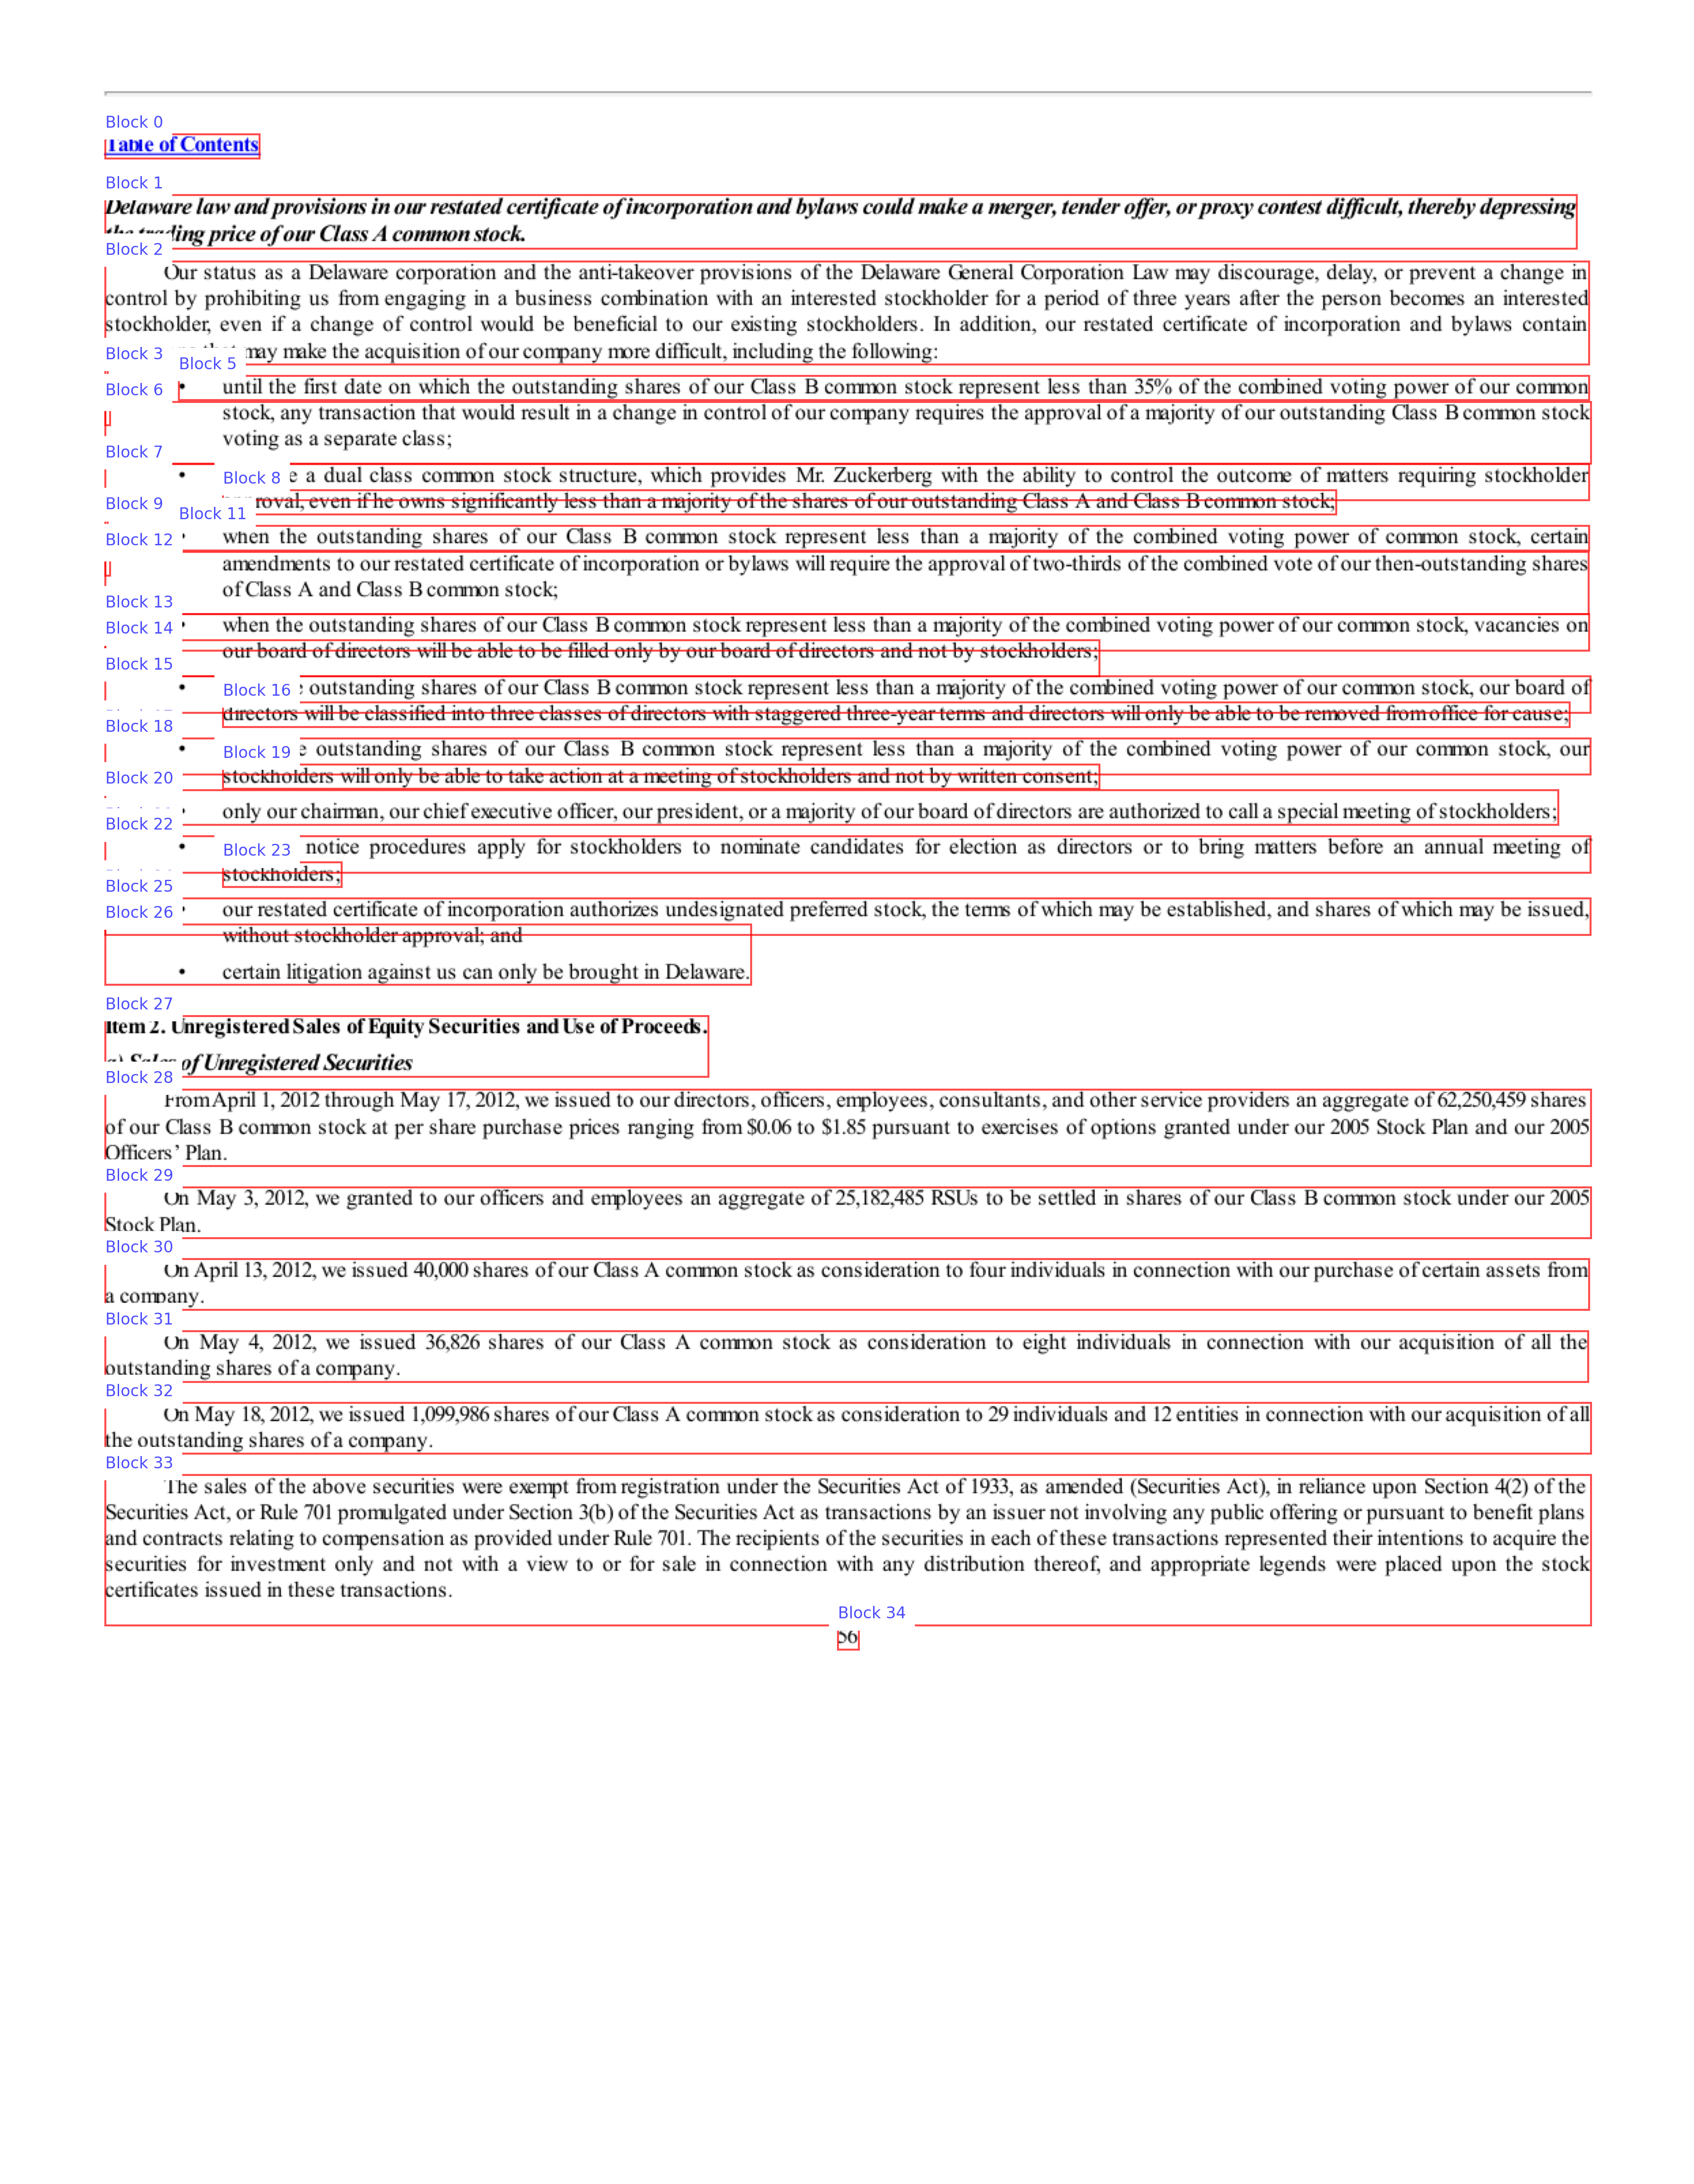 Block 0
Table of Contents
Block 1
Delaware law and provisions in our restated certificate of incorporation and bylaws could make a merger, tender offer, or proxy contest difficult, thereby depressing
the trading price of our Class A common stock.
Block 2
Our status as a Delaware corporation and the anti-takeover provisions of the Delaware General Corporation Law may discourage, delay, or prevent a change in
control by prohibiting us from engaging in a business combination with an interested stockholder for a period of three years after the person becomes an interested
stockholder, even if a change of control would be beneficial to our existing stockholders. In addition, our restated certificate of incorporation and bylaws contain
Block 3 may make the acquisition of our company more difficult, including the following:
Block 5
Block 6 • until the first date on which the outstanding shares of our Class B common stock represent less than 35% of the combined voting power of our common
stock, any transaction that would result in a change in control of our company requires the approval of a majority of our outstanding Class B common stock
voting as a separate class;
Block 7
• Block 8 a dual class common stock structure, which provides Mr. Zuckerberg with the ability to control the outcome of matters requiring stockholder
Block 9 approval, even if he owns significantly less than a majority of the shares of our outstanding Class A and Class B common stock;
Block 11
Block 12 when the outstanding shares of our Class B common stock represent less than a majority of the combined voting power of common stock, certain
amendments to our restated certificate of incorporation or bylaws will require the approval of two-thirds of the combined vote of our then-outstanding shares
of Class A and Class B common stock;
Block 13
Block 14 when the outstanding shares of our Class B common stock represent less than a majority of the combined voting power of our common stock, vacancies on
our board of directors will be able to be filled only by our board of directors and not by stockholders;
Block 15
• Block 16 outstanding shares of our Class B common stock represent less than a majority of the combined voting power of our common stock, our board of
directors will be classified into three classes of directors with staggered three-year terms and directors will only be able to be removed from office for cause;
Block 18
• Block 19 outstanding shares of our Class B common stock represent less than a majority of the combined voting power of our common stock, our
Block 20 stockholders will only be able to take action at a meeting of stockholders and not by written consent;
only our chairman, our chief executive officer, our president, or a majority of our board of directors are authorized to call a special meeting of stockholders;
Block 22
• Block 23 notice procedures apply for stockholders to nominate candidates for election as directors or to bring matters before an annual meeting of
stockholders;
Block 25
Block 26 our restated certificate of incorporation authorizes undesignated preferred stock, the terms of which may be established, and shares of which may be issued,
without stockholder approval; and
• certain litigation against us can only be brought in Delaware.
Block 27
Item 2. Unregistered Sales of Equity Securities and Use of Proceeds.
a) Sales of Unregistered Securities
Block 28
From April 1, 2012 through May 17, 2012, we issued to our directors, officers, employees, consultants, and other service providers an aggregate of 62,250,459 shares
of our Class B common stock at per share purchase prices ranging from $0.06 to $1.85 pursuant to exercises of options granted under our 2005 Stock Plan and our 2005
Officers’ Plan.
Block 29
On May 3, 2012, we granted to our officers and employees an aggregate of 25,182,485 RSUs to be settled in shares of our Class B common stock under our 2005
Stock Plan.
Block 30
On April 13, 2012, we issued 40,000 shares of our Class A common stock as consideration to four individuals in connection with our purchase of certain assets from
a company.
Block 31
On May 4, 2012, we issued 36,826 shares of our Class A common stock as consideration to eight individuals in connection with our acquisition of all the
outstanding shares of a company.
Block 32
On May 18, 2012, we issued 1,099,986 shares of our Class A common stock as consideration to 29 individuals and 12 entities in connection with our acquisition of all
the outstanding shares of a company.
Block 33
The sales of the above securities were exempt from registration under the Securities Act of 1933, as amended (Securities Act), in reliance upon Section 4(2) of the
Securities Act, or Rule 701 promulgated under Section 3(b) of the Securities Act as transactions by an issuer not involving any public offering or pursuant to benefit plans
and contracts relating to compensation as provided under Rule 701. The recipients of the securities in each of these transactions represented their intentions to acquire the
securities for investment only and not with a view to or for sale in connection with any distribution thereof, and appropriate legends were placed upon the stock
certificates issued in these transactions.
Block 34
56